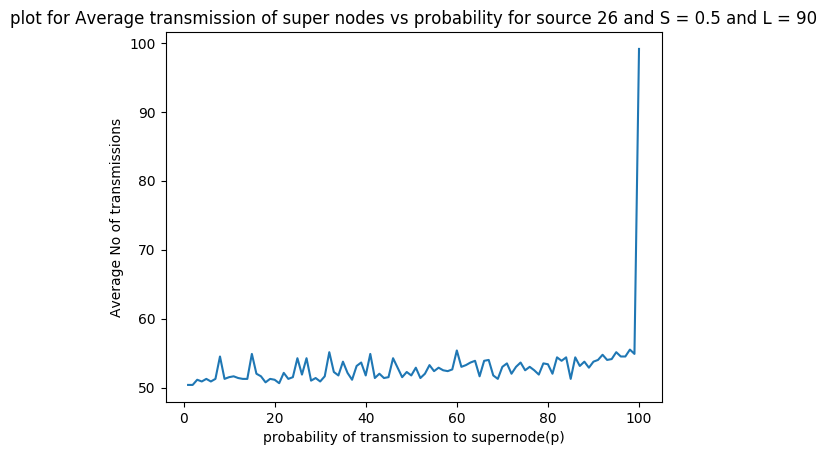 plot for Average transmission of super nodes vs probability for source 26 and S = 0.5 and L = 90
100
90
80
70
60
50
Average No of transmissions
0 20 40 60 80 100
probability of transmission to supernode(p)